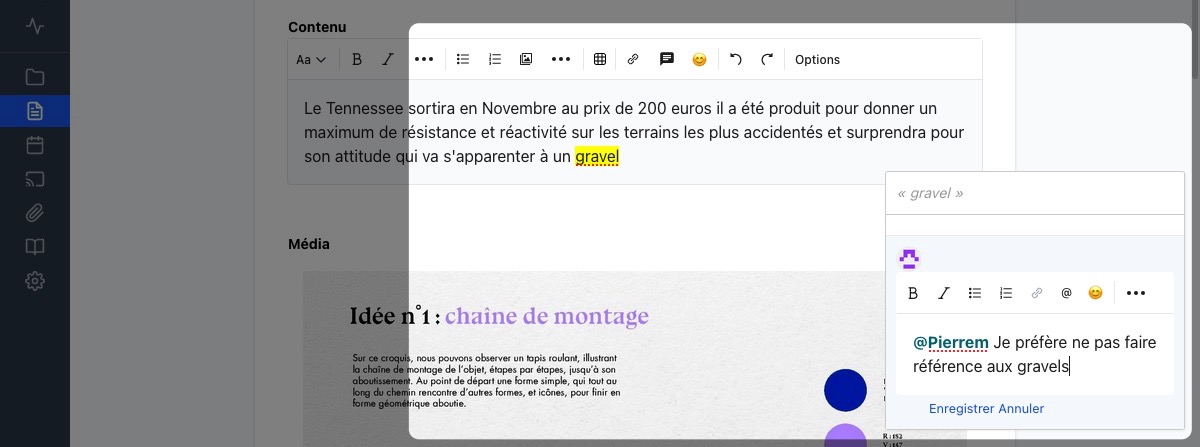 Contenu
Aa B I ••• ••• Options
Le Tennessee sortira en Novembre au prix de 200 euros il a été produit pour donner un
maximum de résistance et réactivité sur les terrains les plus accidentés et surprendra pour
son attitude qui va s'apparenter à un gravel
« gravel »
Média
B I @ •••
@Pierrem Je préfère ne pas faire
référence aux gravels
Enregistrer Annuler
Idée n°1 : chaîne de montage
Sur ce croquis, nous pouvons observer un tapis roulant, illustrant
la chaîne de montage de l'objet, étapes par étapes, jusqu'à son
aboutissement. Au point de départ une forme simple, qui tout au
long du chemin rencontre d'autres formes, et icônes, pour finir en
forme géométrique aboutie.
R : 152